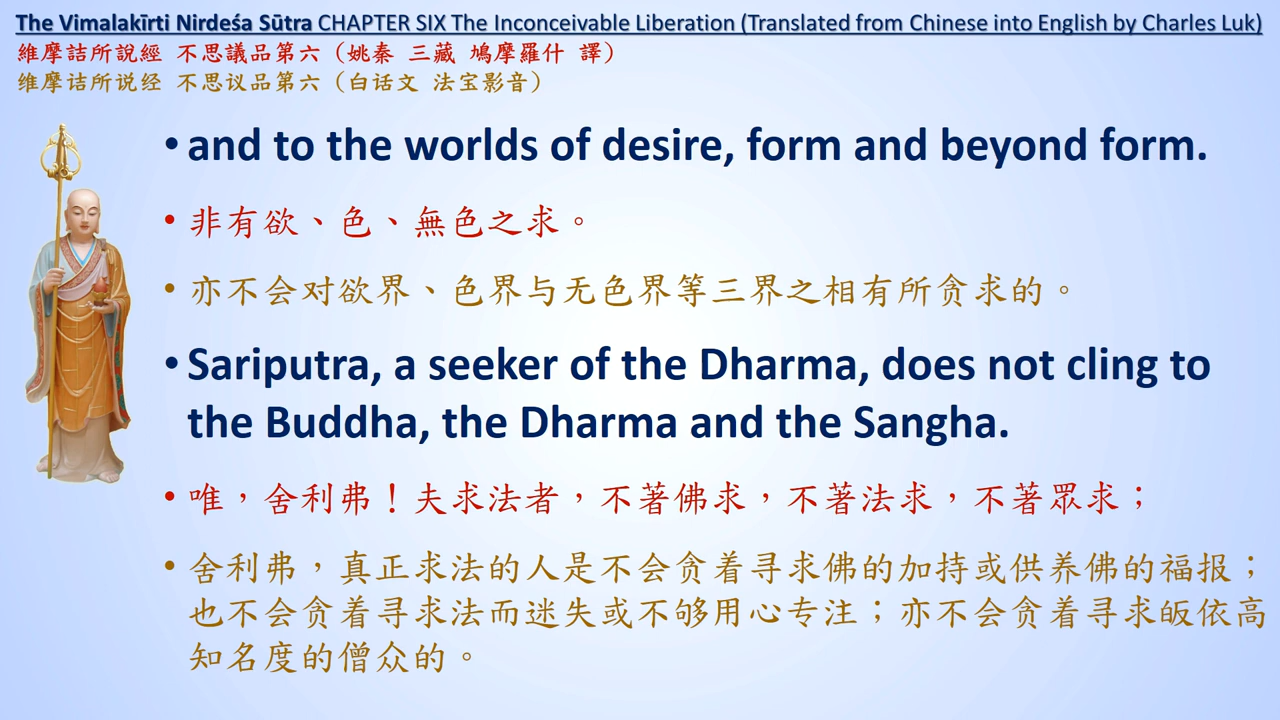 The Vimalakīrti Nirdeśa Sūtra CHAPTER SIX The Inconceivable Liberation (Translated from Chinese into English by Charles Luk)
維摩詰所說經 不思議品第六 (姚秦 三藏 鳩摩羅什 譯)
维摩诘所说经 不思议品第六 (白话文 法宝影音)
• and to the worlds of desire, form and beyond form.
• 非有欲、色、無色之求。
• 亦不会对欲界、色界与无色界等三界之相有所贪求的。
• Sariputra, a seeker of the Dharma, does not cling to
the Buddha, the Dharma and the Sangha.
• 唯，舍利弗！夫求法者，不著佛求，不著法求，不著眾求；
• 舍利弗，真正求法的人是不会贪着寻求佛的加持或供养佛的福报；
也不会贪着寻求法而迷失或不够用心专注；亦不会贪着寻求皈依高
知名度的僧众的。